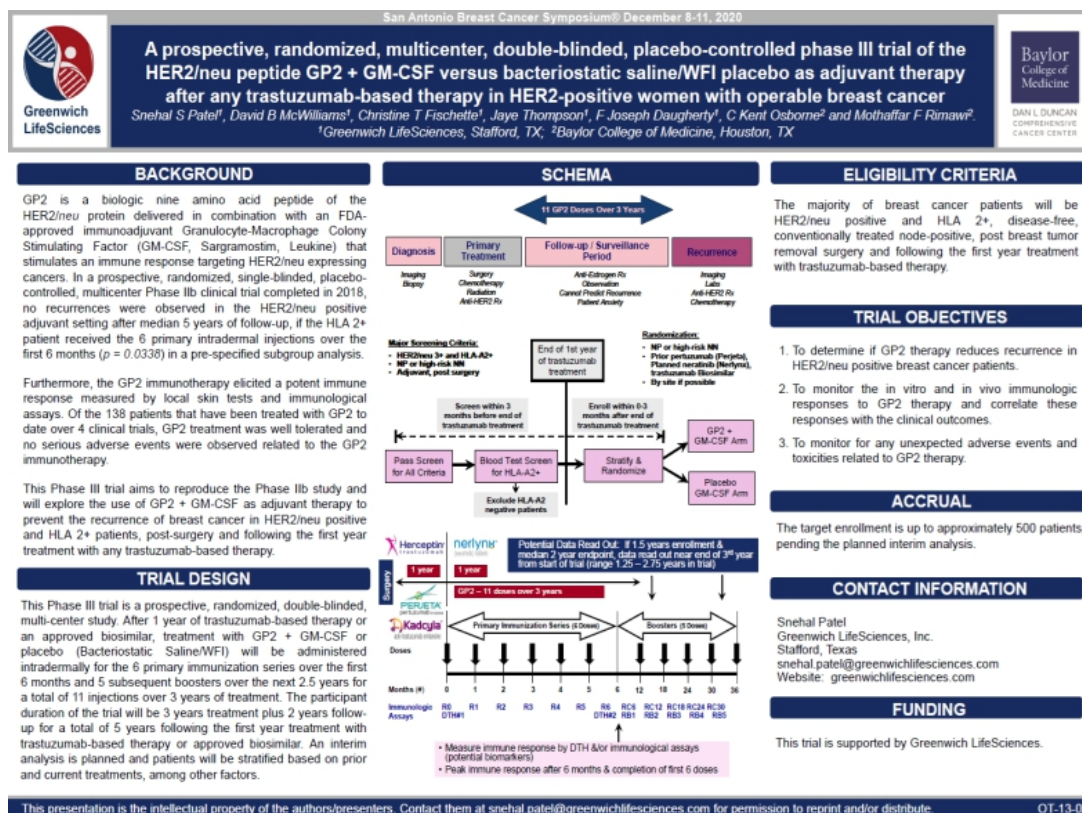 San Antonio Breast Cancer Symposium® December 8-11, 2020
Greenwich
LifeSciences
A prospective, randomized, multicenter, double-blinded, placebo-controlled phase III trial of the
HER2/neu peptide GP2 + GM-CSF versus bacteriostatic saline/WFI placebo as adjuvant therapy
after any trastuzumab-based therapy in HER2-positive women with operable breast cancer
Snehal S Patel¹, David B McWilliams¹, Christine T Fischette¹, Jaye Thompson¹, F Joseph Daugherty¹, C Kent Osborne² and Mothaffar F Rimawi².
¹Greenwich LifeSciences, Stafford, TX; ²Baylor College of Medicine, Houston, TX
Baylor
College of
Medicine
DAN L DUNCAN
COMPREHENSIVE
CANCER CENTER
BACKGROUND
GP2 is a biologic nine amino acid peptide of the
HER2/neu protein delivered in combination with an FDA-
approved immunoadjuvant Granulocyte-Macrophage Colony
Stimulating Factor (GM-CSF, Sargramostim, Leukine) that
stimulates an immune response targeting HER2/neu expressing
cancers. In a prospective, randomized, single-blinded, placebo-
controlled, multicenter Phase IIb clinical trial completed in 2018,
no recurrences were observed in the HER2/neu positive
adjuvant setting after median 5 years of follow-up, if the HLA 2+
patient received the 6 primary intradermal injections over the
first 6 months (p = 0.0338) in a pre-specified subgroup analysis.
Furthermore, the GP2 immunotherapy elicited a potent immune
response measured by local skin tests and immunological
assays. Of the 138 patients that have been treated with GP2 to
date over 4 clinical trials, GP2 treatment was well tolerated and
no serious adverse events were observed related to the GP2
immunotherapy.
This Phase III trial aims to reproduce the Phase IIb study and
will explore the use of GP2 + GM-CSF as adjuvant therapy to
prevent the recurrence of breast cancer in HER2/neu positive
and HLA 2+ patients, post-surgery and following the first year
treatment with any trastuzumab-based therapy.
TRIAL DESIGN
This Phase III trial is a prospective, randomized, double-blinded,
multi-center study. After 1 year of trastuzumab-based therapy or
an approved biosimilar, treatment with GP2 + GM-CSF or
placebo (Bacteriostatic Saline/WFI) will be administered
intradermally for the 6 primary immunization series over the first
6 months and 5 subsequent boosters over the next 2.5 years for
a total of 11 injections over 3 years of treatment. The participant
duration of the trial will be 3 years treatment plus 2 years follow-
up for a total of 5 years following the first year treatment with
trastuzumab-based therapy or approved biosimilar. An interim
analysis is planned and patients will be stratified based on prior
and current treatments, among other factors.
SCHEMA
11 GP2 Doses Over 3 Years
Diagnosis
Primary
Treatment
Follow-up / Surveillance
Period
Recurrence
Imaging
Biopsy
Surgery
Chemotherapy
Radiation
Anti-HER2 Rx
Anti-Estrogen Rx
Observation
Cannot Predict Recurrence
Patient Anxiety
Imaging
Labs
Anti-HER2 Rx
Chemotherapy
Major Screening Criteria:
• HER2/neu 3+ and HLA-A2+
• NP or high-risk NN
• Adjuvant, post surgery
End of 1st year
of trastuzumab
treatment
Randomization:
• NP or high-risk NN
• Prior pertuzumab (Perjeta),
Planned neratinib (Nerlynx),
trastuzumab Biosimilar
• By site if possible
Screen within 3
months before end of
trastuzumab treatment
Enroll within 0-3
months after end of
trastuzumab treatment
Pass Screen
for All Criteria
Blood Test Screen
for HLA-A2+
Stratify &
Randomize
GP2 +
GM-CSF Arm
Placebo
GM-CSF Arm
Exclude HLA-A2
negative patients
Herceptin
trastuzumab
nerlynx
Potential Data Read Out: If 1.5 years enrollment &
median 2 year endpoint, data read out near end of 3rd year
from start of trial (range 1.25 – 2.75 years in trial)
Surgery
1 year
1 year
GP2 – 11 doses over 3 years
PERJETA
Kadcyla
Primary Immunization Series (6 Doses)
Boosters (5 Doses)
Doses
Months (#) 0 1 2 3 4 5 6 12 18 24 30 36
Immunologic R0 R1 R2 R3 R4 R5 R6 RC6 RC12 RC18 RC24 RC30
Assays DTH#1 DTH#2 RB1 RB2 RB3 RB4 RB5
• Measure immune response by DTH &/or immunological assays
(potential biomarkers)
• Peak immune response after 6 months & completion of first 6 doses
ELIGIBILITY CRITERIA
The majority of breast cancer patients will be
HER2/neu positive and HLA 2+, disease-free,
conventionally treated node-positive, post breast tumor
removal surgery and following the first year treatment
with trastuzumab-based therapy.
TRIAL OBJECTIVES
1. To determine if GP2 therapy reduces recurrence in
HER2/neu positive breast cancer patients.
2. To monitor the in vitro and in vivo immunologic
responses to GP2 therapy and correlate these
responses with the clinical outcomes.
3. To monitor for any unexpected adverse events and
toxicities related to GP2 therapy.
ACCRUAL
The target enrollment is up to approximately 500 patients
pending the planned interim analysis.
CONTACT INFORMATION
Snehal Patel
Greenwich LifeSciences, Inc.
Stafford, Texas
snehal.patel@greenwichlifesciences.com
Website: greenwichlifesciences.com
FUNDING
This trial is supported by Greenwich LifeSciences.
This presentation is the intellectual property of the authors/presenters. Contact them at snehal.patel@greenwichlifesciences.com for permission to reprint and/or distribute.